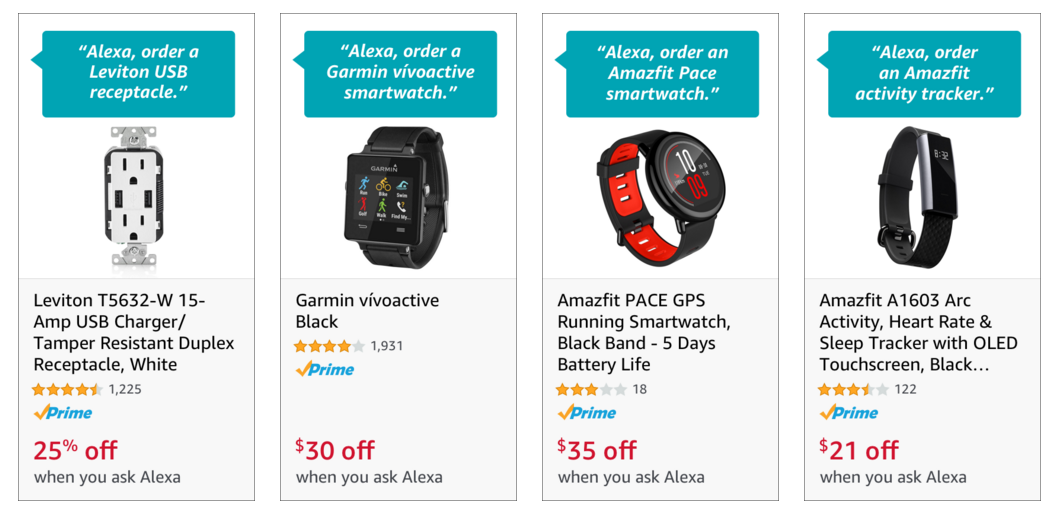 “Alexa, order a
Leviton USB
receptacle.”
Leviton T5632-W 15-
Amp USB Charger/
Tamper Resistant Duplex
Receptacle, White
1,225
Prime
25% off
when you ask Alexa
“Alexa, order a
Garmin vívoactive
smartwatch.”
GARMIN
Run Bike Swim
Golf Walk Find My...
Garmin vívoactive
Black
1,931
Prime
$30 off
when you ask Alexa
“Alexa, order an
Amazfit Pace
smartwatch.”
10
09
Amazfit PACE GPS
Running Smartwatch,
Black Band - 5 Days
Battery Life
18
Prime
$35 off
when you ask Alexa
“Alexa, order
an Amazfit
activity tracker.”
8:32
Amazfit A1603 Arc
Activity, Heart Rate &
Sleep Tracker with OLED
Touchscreen, Black...
122
Prime
$21 off
when you ask Alexa